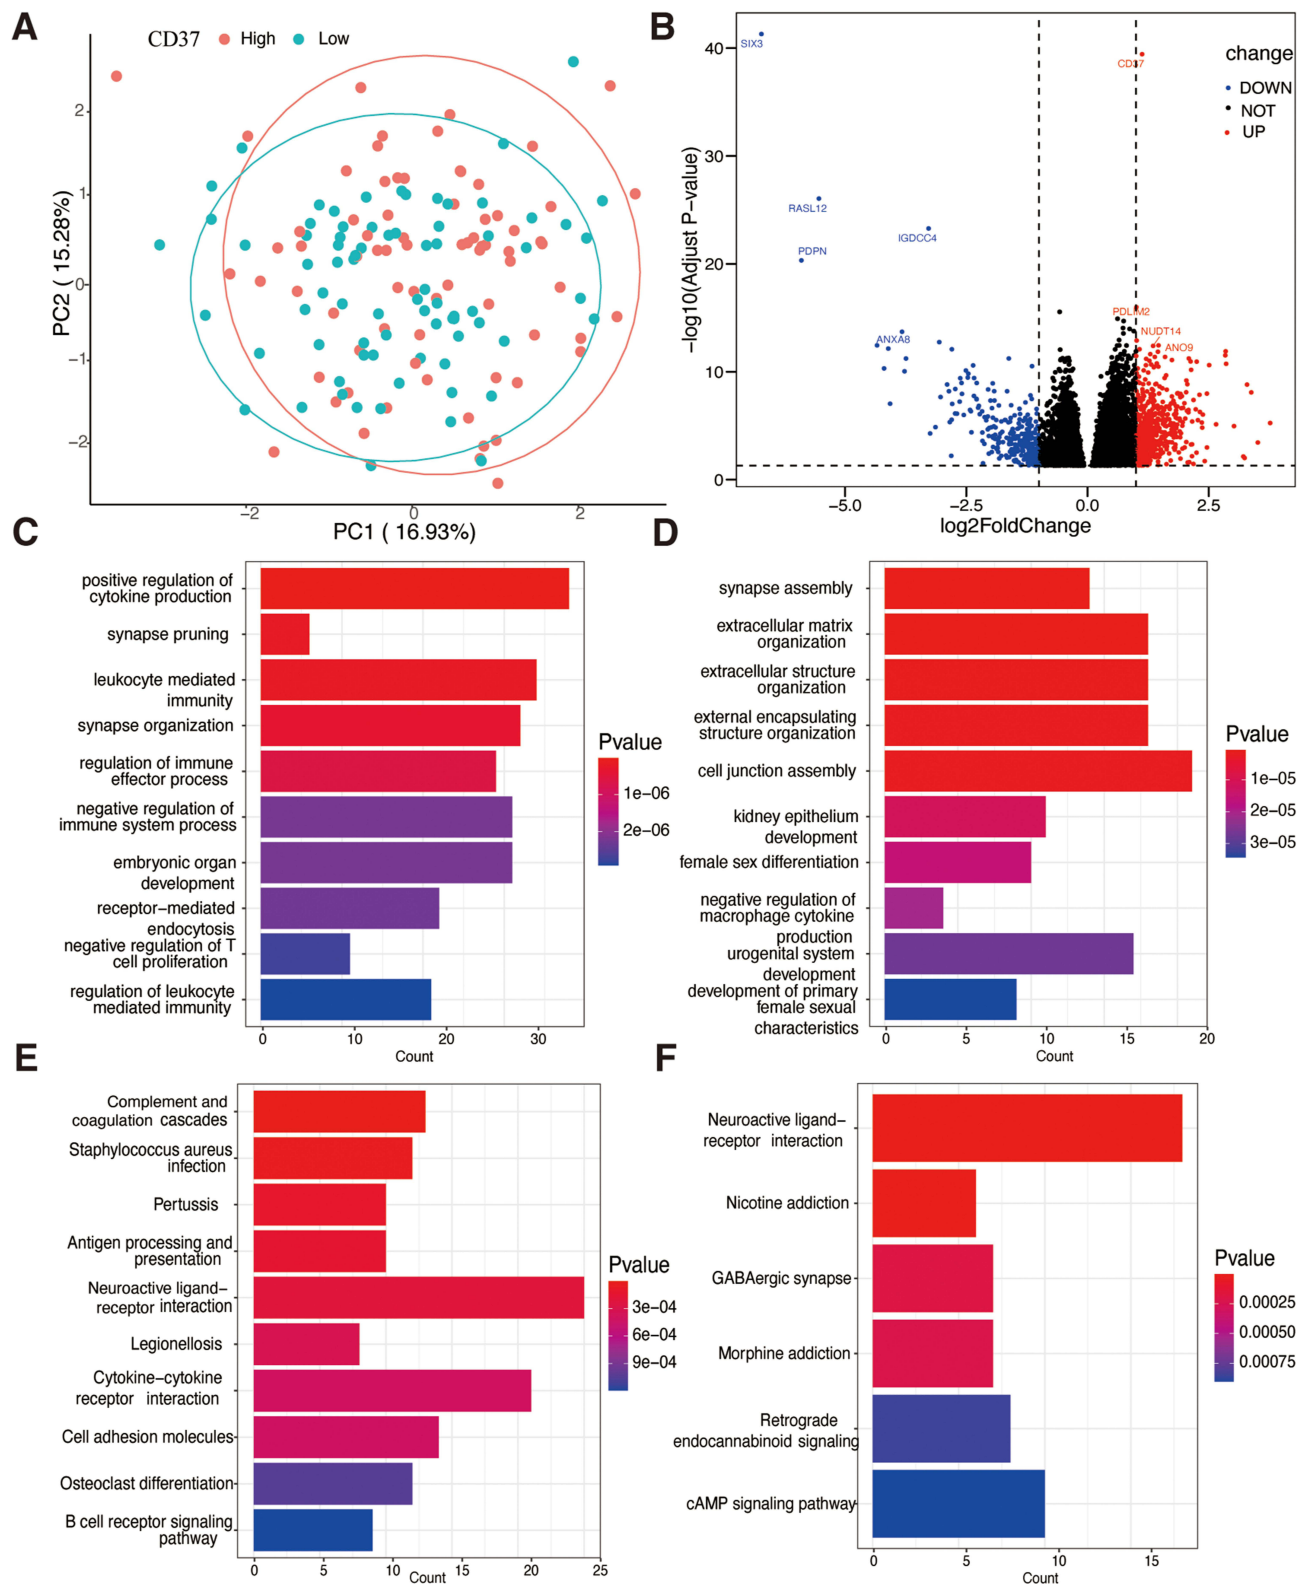 A
CD37 High Low
2
1
0
−1
−2
PC2 ( 15.28%)
−2 0 2
PC1 ( 16.93%)
B
40
30
20
10
0
−log10(Adjust P−value)
SIX3
CD37
RASL12
IGDCC4
PDPN
PDLIM2
NUDT14
ANXA8
ANO9
change
DOWN
NOT
UP
−5.0 −2.5 0.0 2.5
log2FoldChange
C
positive regulation of
cytokine production
synapse pruning
leukocyte mediated
immunity
synapse organization
regulation of immune
effector process
negative regulation of
immune system process
embryonic organ
development
receptor−mediated
endocytosis
negative regulation of T
cell proliferation
regulation of leukocyte
mediated immunity
0 10 20 30
Count
Pvalue
1e−06
2e−06
D
synapse assembly
extracellular matrix
organization
extracellular structure
organization
external encapsulating
structure organization
cell junction assembly
kidney epithelium
development
female sex differentiation
negative regulation of
macrophage cytokine
production
urogenital system
development
development of primary
female sexual
characteristics
0 5 10 15 20
Count
Pvalue
1e−05
2e−05
3e−05
E
Complement and
coagulation cascades
Staphylococcus aureus
infection
Pertussis
Antigen processing and
presentation
Neuroactive ligand−
receptor interaction
Legionellosis
Cytokine−cytokine
receptor interaction
Cell adhesion molecules
Osteoclast differentiation
B cell receptor signaling
pathway
0 5 10 15 20 25
Count
Pvalue
3e−04
6e−04
9e−04
F
Neuroactive ligand−
receptor interaction
Nicotine addiction
GABAergic synapse
Morphine addiction
Retrograde
endocannabinoid signaling
cAMP signaling pathway
0 5 10 15
Count
Pvalue
0.00025
0.00050
0.00075